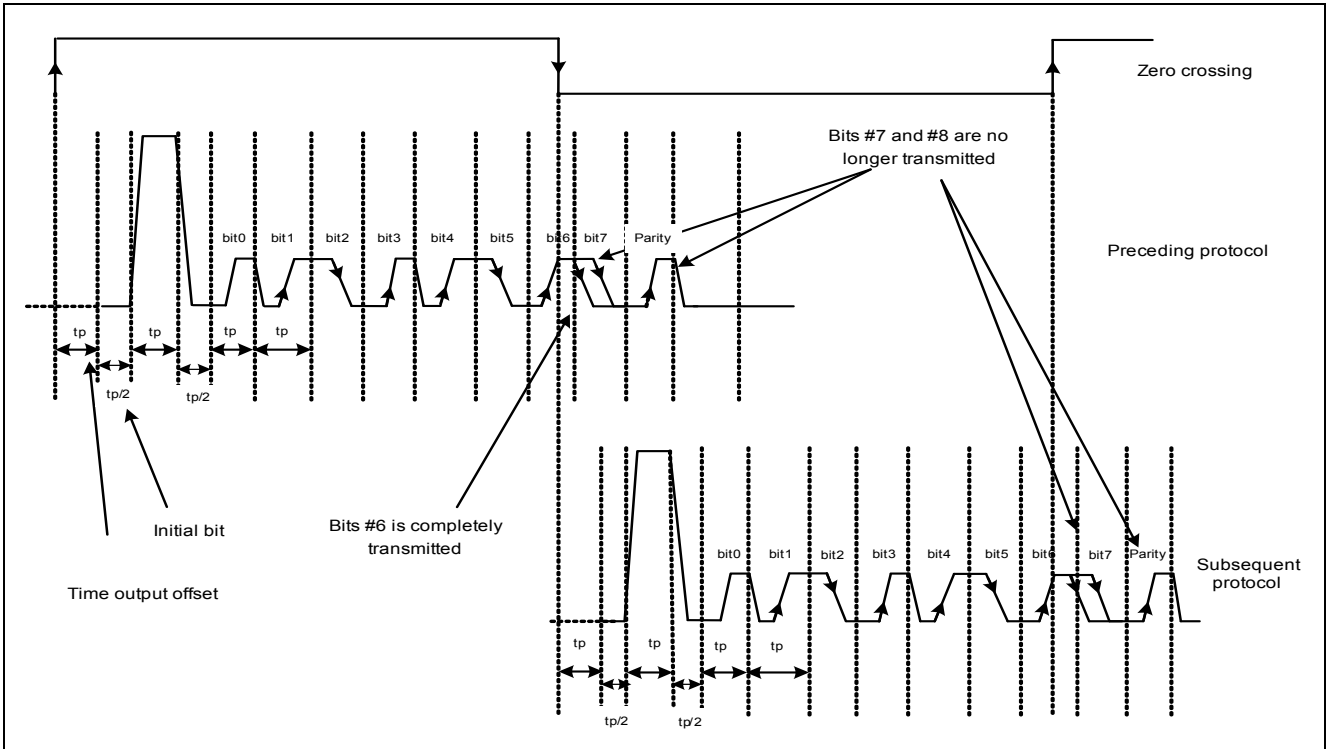 Zero crossing
Bits #7 and #8 are no
longer transmitted
bit0 bit1 bit2 bit3 bit4 bit5 bit6 bit7 Parity
Preceding protocol
tp tp tp tp
tp/2 tp/2
Initial bit
Bits #6 is completely
transmitted
Time output offset
bit0 bit1 bit2 bit3 bit4 bit5 bit6 bit7 Parity
Subsequent
protocol
tp tp tp tp
tp/2 tp/2